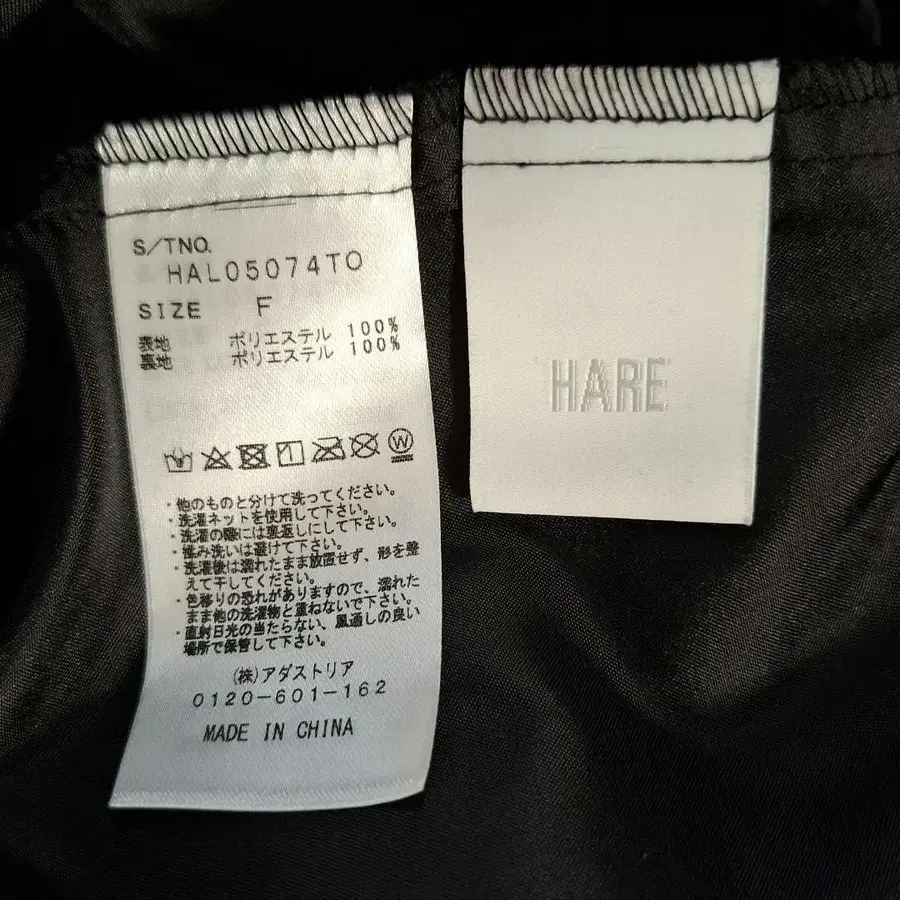 S/TNO.
HAL05074TO
SIZE F
表地 ポリエステル 100%
裏地 ポリエステル 100%
・他のものと分けて洗ってください。
・洗濯ネットを使用して下さい。
・洗濯の際には裏返しにして下さい。
・揉み洗いは避けて下さい。
・洗濯後は濡れたまま放置せず、形を整
えて干してください。
・色移りの恐れがありますので、濡れた
まま他の洗濯物と重ねないで下さい。
・直射日光の当たらない、風通しの良い
場所で保管して下さい。
(株)アダストリア
0120-601-162
MADE IN CHINA
HARE